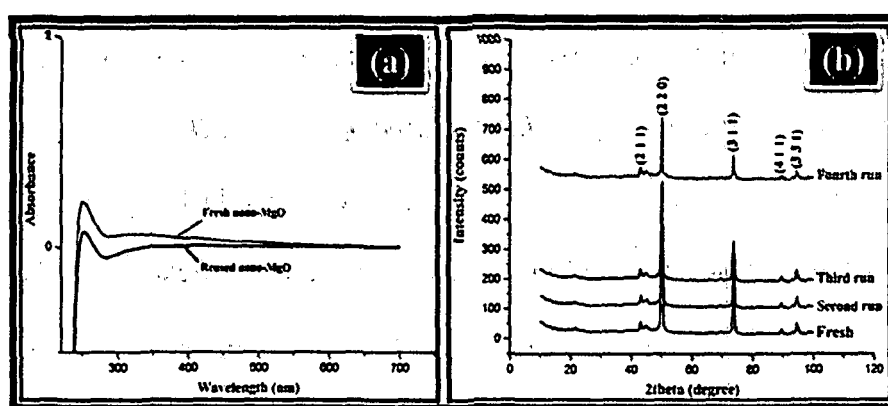 (a)
1
0
Absorbance
Fresh nano-MgO
Reused nano-MgO
300
400
500
600
700
Wavelength (nm)
(b)
1000
900
800
700
600
500
400
300
200
100
0
Intensity (counts)
(2 1 1)
(2 2 0)
(3 1 1)
(4 1 1)
(3 3 1)
Fourth run
Third run
Second run
Fresh
0
20
40
60
80
100
120
2theta (degree)